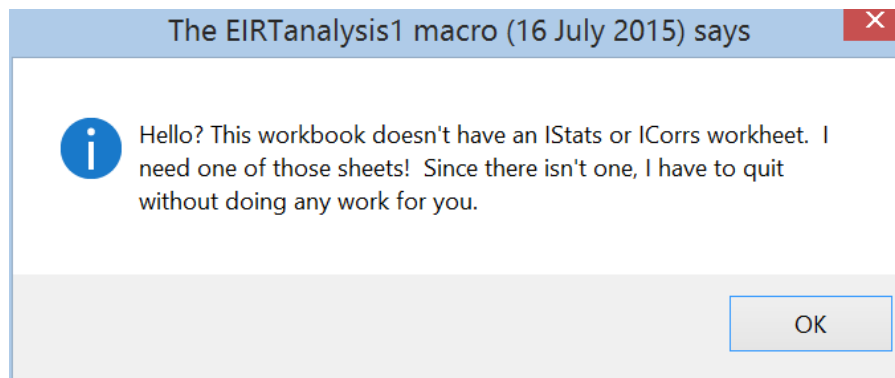 The EIRTanalysis1 macro (16 July 2015) says
Hello? This workbook doesn't have an IStats or ICorrs workheet.  I
need one of those sheets!  Since there isn't one, I have to quit
without doing any work for you.
OK